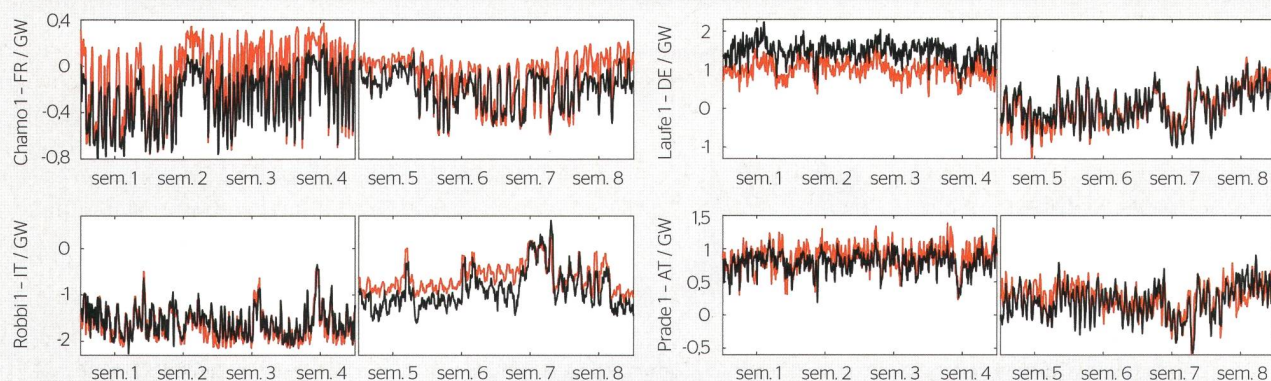 Chamo 1 – FR / GW
0,4
0
-0,4
-0,8
sem. 1 sem. 2 sem. 3 sem. 4 sem. 5 sem. 6 sem. 7 sem. 8
Laufe 1 – DE / GW
2
1
0
-1
sem. 1 sem. 2 sem. 3 sem. 4 sem. 5 sem. 6 sem. 7 sem. 8
Robbi 1 – IT / GW
0
-1
-2
sem. 1 sem. 2 sem. 3 sem. 4 sem. 5 sem. 6 sem. 7 sem. 8
Prade 1 – AT / GW
1,5
1
0,5
0
-0,5
sem. 1 sem. 2 sem. 3 sem. 4 sem. 5 sem. 6 sem. 7 sem. 8